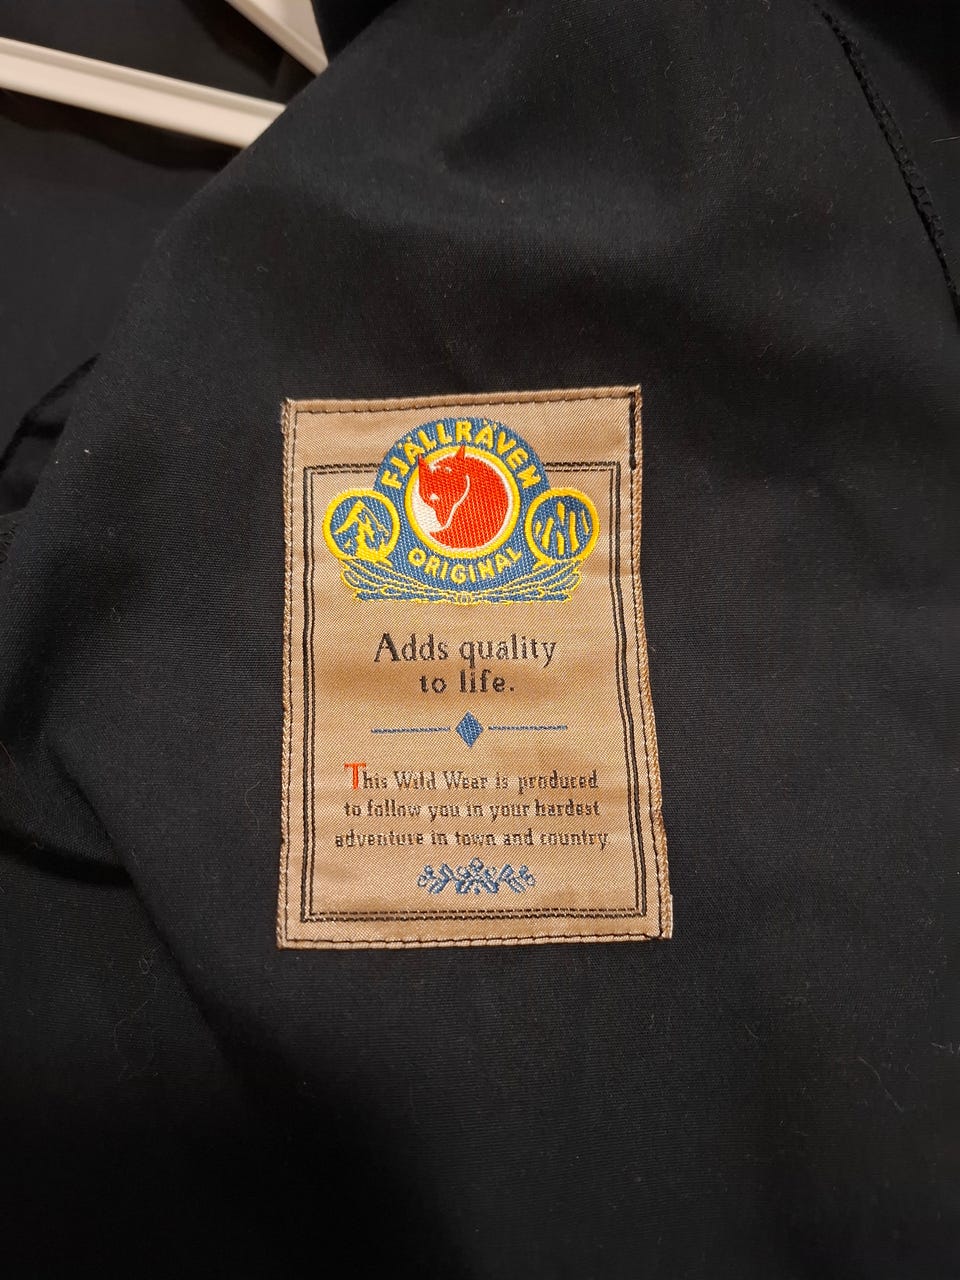 FJÄLLRÄVEN
ORIGINAL
Adds quality
to life.
This Wild Wear is produced
to follow you in your hardest
adventure in town and country